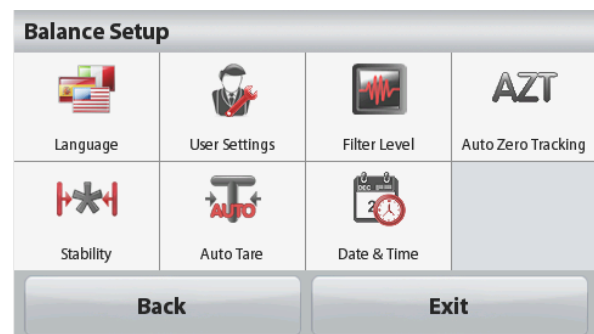 Balance Setup
AZT
Language
User Settings
Filter Level
Auto Zero Tracking
AUTO
DEC
2
Stability
Auto Tare
Date & Time
Back
Exit